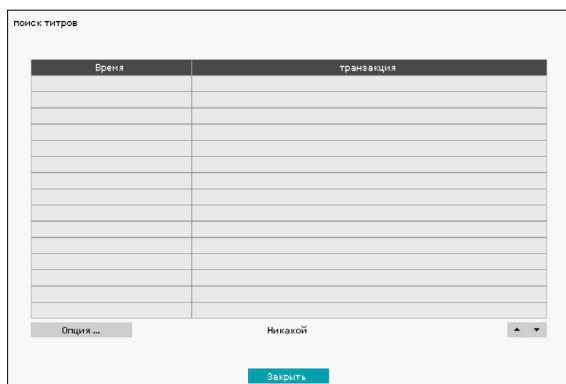 поиск титров
Время транзакция
Опция ... Никакой
Закрыть